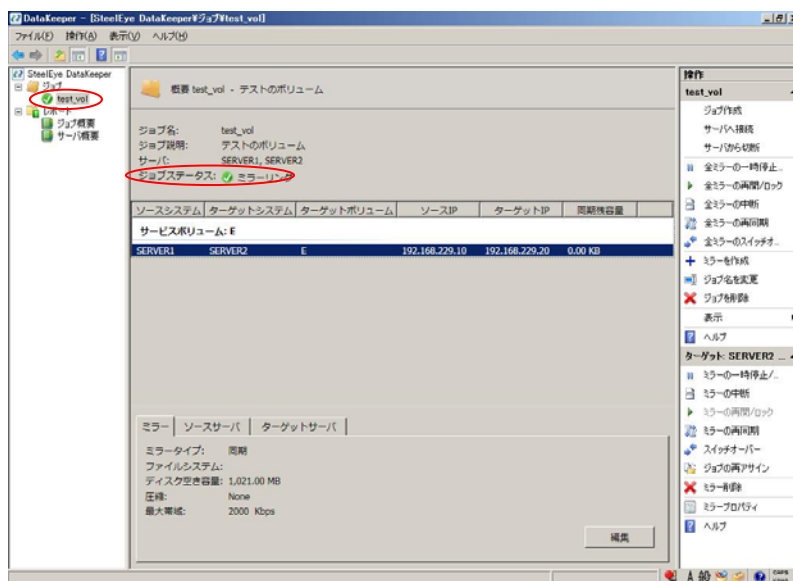 DataKeeper - [SteelEye DataKeeper¥ジョブ¥test_vol]
ファイル(F) 操作(A) 表示(V) ヘルプ(H)
SteelEye DataKeeper
ジョブ
test_vol
レポート
ジョブ概要
サーバ概要
概要 test_vol - テストのボリューム
ジョブ名: test_vol
ジョブ説明: テストのボリューム
サーバ: SERVER1, SERVER2
ジョブステータス: ミラーリング
ソースシステム ターゲットシステム ターゲットボリューム ソースIP ターゲットIP 同期残容量
サービスボリューム: E
SERVER1 SERVER2 E 192.168.229.10 192.168.229.20 0.00 KB
ミラー ソースサーバ ターゲットサーバ
ミラータイプ: 同期
ファイルシステム:
ディスク空き容量: 1,021.00 MB
圧縮: None
最大帯域: 2000 Kbps
編集
操作
test_vol
ジョブ作成
サーバへ接続
サーバから切断
全ミラーの一時停止...
全ミラーの再開/ロック
全ミラーの中断
全ミラーの再同期
全ミラーのスイッチオ...
ミラーを作成
ジョブ名を変更
ジョブを削除
表示
ヘルプ
ターゲット: SERVER2 ...
ミラーの一時停止/...
ミラーの中断
ミラーの再開/ロック
ミラーの再同期
スイッチオーバー
ジョブの再アサイン
ミラー削除
ミラープロパティ
ヘルプ
A 般
CAPS